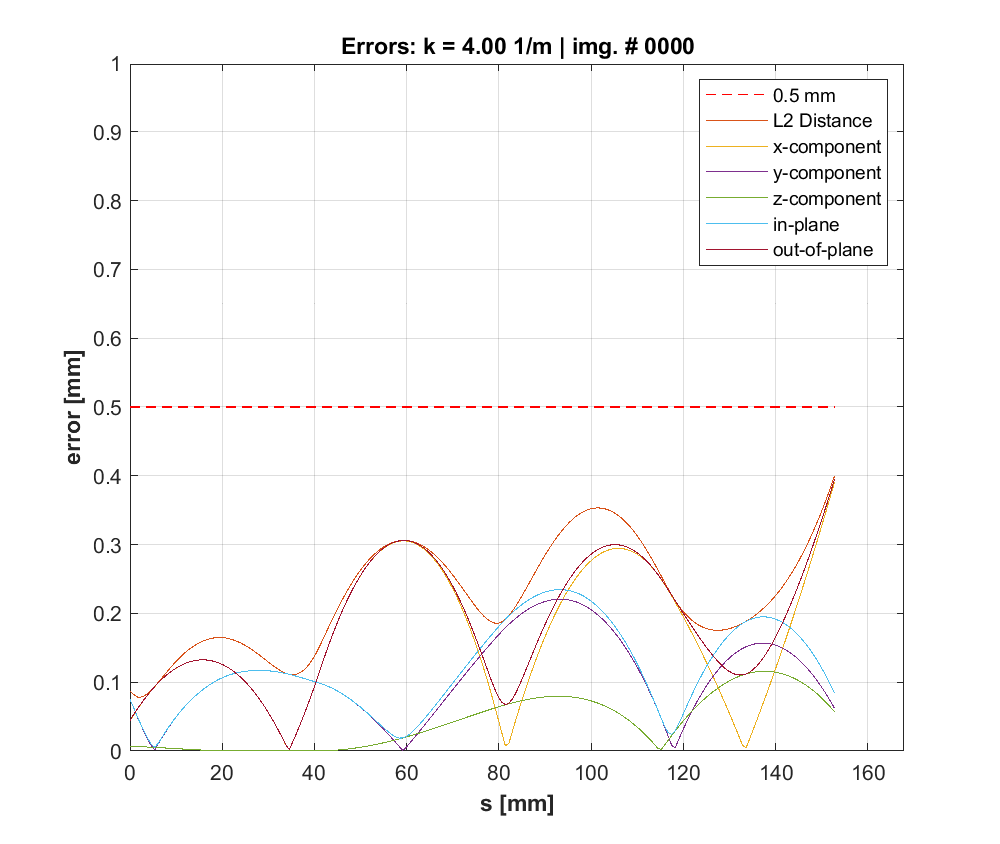 Errors: k = 4.00 1/m | img. # 0000
1
0.9
0.8
0.7
0.6
0.5
0.4
0.3
0.2
0.1
0
error [mm]
0.5 mm
L2 Distance
x-component
y-component
z-component
in-plane
out-of-plane
0 20 40 60 80 100 120 140 160
s [mm]